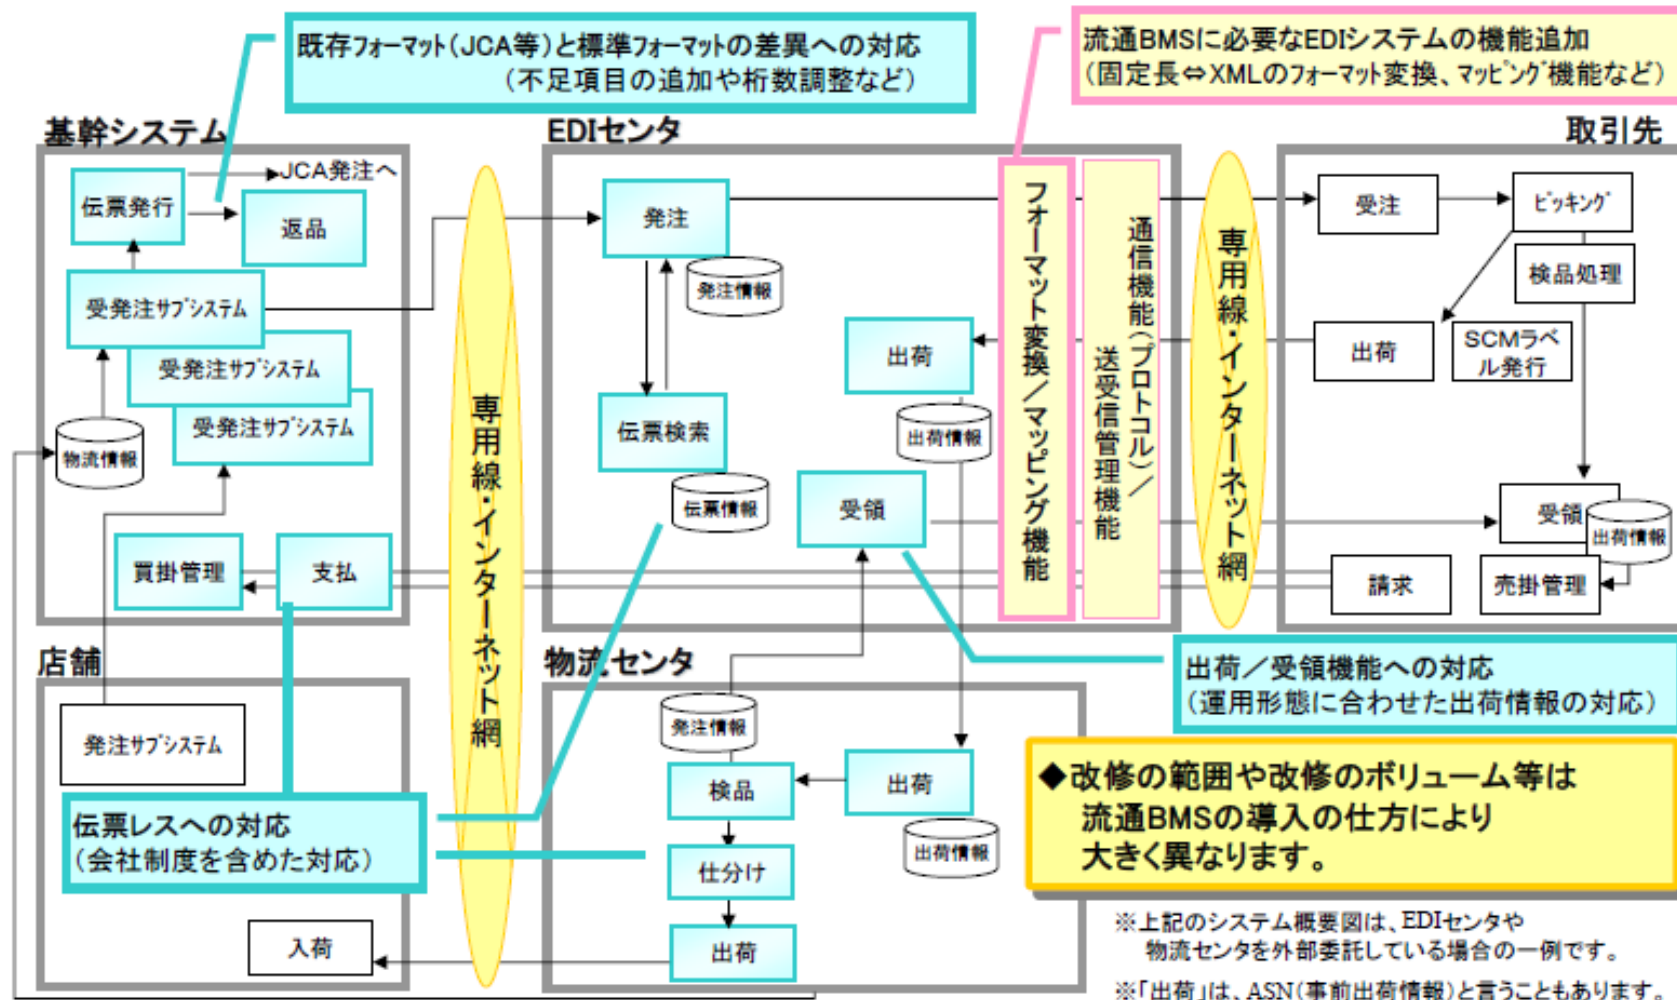 既存フォーマット（JCA等）と標準フォーマットの差異への対応
（不足項目の追加や桁数調整など）
流通BMSに必要なEDIシステムの機能追加
（固定長⇔XMLのフォーマット変換、マッピング機能など）
基幹システム
伝票発行
JCA発注へ
返品
受発注サブシステム
受発注サブシステム
受発注サブシステム
物流情報
買掛管理
支払
専用線・インターネット網
EDIセンタ
発注
発注情報
伝票検索
伝票情報
出荷
出荷情報
受領
フォーマット変換／マッピング機能
通信機能（プロトコル）／
送受信管理機能
専用線・インターネット網
取引先
受注
ピッキング
検品処理
出荷
SCMラベ
ル発行
受領
出荷情報
請求
売掛管理
店舗
発注サブシステム
伝票レスへの対応
（会社制度を含めた対応）
入荷
物流センタ
発注情報
検品
出荷
出荷情報
仕分け
出荷
出荷／受領機能への対応
（運用形態に合わせた出荷情報の対応）
◆改修の範囲や改修のボリューム等は
流通BMSの導入の仕方により
大きく異なります。
※上記のシステム概要図は、EDIセンタや
物流センタを外部委託している場合の一例です。
※「出荷」は、ASN（事前出荷情報）と言うこともあります。